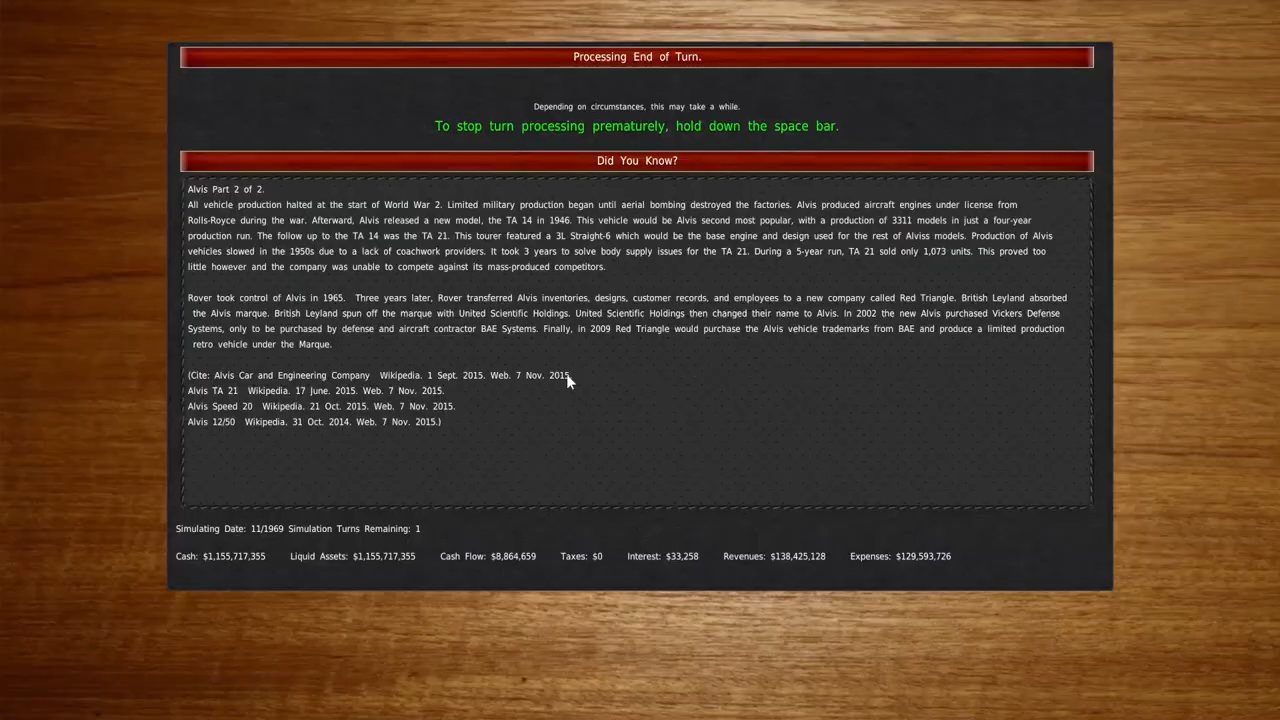 Processing End of Turn.
Depending on circumstances, this may take a while.
To stop turn processing prematurely, hold down the space bar.
Did You Know?
Alvis Part 2 of 2.
All vehicle production halted at the start of World War 2. Limited military production began until aerial bombing destroyed the factories. Alvis produced aircraft engines under license from
Rolls-Royce during the war. Afterward, Alvis released a new model, the TA 14 in 1946. This vehicle would be Alvis second most popular, with a production of 3311 models in just a four-year
production run. The follow up to the TA 14 was the TA 21. This tourer featured a 3L Straight-6 which would be the base engine and design used for the rest of Alviss models. Production of Alvis
vehicles slowed in the 1950s due to a lack of coachwork providers. It took 3 years to solve body supply issues for the TA 21. During a 5-year run, TA 21 sold only 1,073 units. This proved too
little however and the company was unable to compete against its mass-produced competitors.
Rover took control of Alvis in 1965. Three years later, Rover transferred Alvis inventories, designs, customer records, and employees to a new company called Red Triangle. British Leyland absorbed
the Alvis marque. British Leyland spun off the marque with United Scientific Holdings. United Scientific Holdings then changed their name to Alvis. In 2002 the new Alvis purchased Vickers Defense
Systems, only to be purchased by defense and aircraft contractor BAE Systems. Finally, in 2009 Red Triangle would purchase the Alvis vehicle trademarks from BAE and produce a limited production
retro vehicle under the Marque.
(Cite: Alvis Car and Engineering Company Wikipedia. 1 Sept. 2015. Web. 7 Nov. 2015.
Alvis TA 21 Wikipedia. 17 June. 2015. Web. 7 Nov. 2015.
Alvis Speed 20 Wikipedia. 21 Oct. 2015. Web. 7 Nov. 2015.
Alvis 12/50 Wikipedia. 31 Oct. 2014. Web. 7 Nov. 2015.)
Simulating Date: 11/1969 Simulation Turns Remaining: 1
Cash: $1,155,717,355 Liquid Assets: $1,155,717,355 Cash Flow: $8,864,659 Taxes: $0 Interest: $33,258 Revenues: $138,425,128 Expenses: $129,593,726